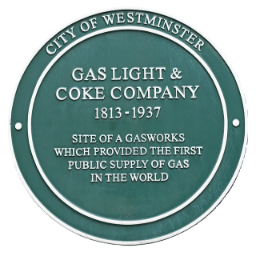 CITY OF WESTMINSTER
GAS LIGHT &
COKE COMPANY
1813-1937
SITE OF A GASWORKS
WHICH PROVIDED THE FIRST
PUBLIC SUPPLY OF GAS
IN THE WORLD